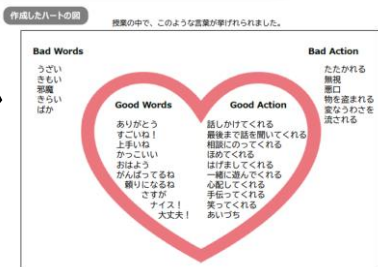 作成したハートの図
授業の中で、このような言葉が挙げれられました。
Bad Words
うざい
きもい
邪魔
きらい
ばか
Bad Action
たたかれる
無視
悪口
物を盗まれる
変なうわさを
流される
Good Words
ありがとう
すごいね！
上手いね
かっこいい
おはよう
がんばってるね
頼りになるね
さすが
ナイス！
大丈夫！
Good Action
話しかけてくれる
最後まで話を聞いてくれる
相談にのってくれる
ほめてくれる
はげましてくれる
一緒に遊んでくれる
心配してくれる
手伝ってくれる
笑ってくれる
あいづち